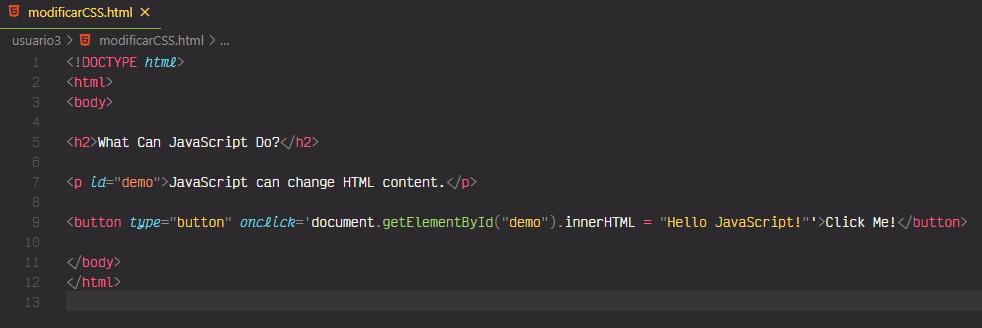 modificarCSS.html ×
usuario3 > modificarCSS.html > ...
1 <!DOCTYPE html>
2 <html>
3 <body>
4
5 <h2>What Can JavaScript Do?</h2>
6
7 <p id="demo">JavaScript can change HTML content.</p>
8
9 <button type="button" onclick='document.getElementById("demo").innerHTML = "Hello JavaScript!"'>Click Me!</button>
10
11 </body>
12 </html>
13